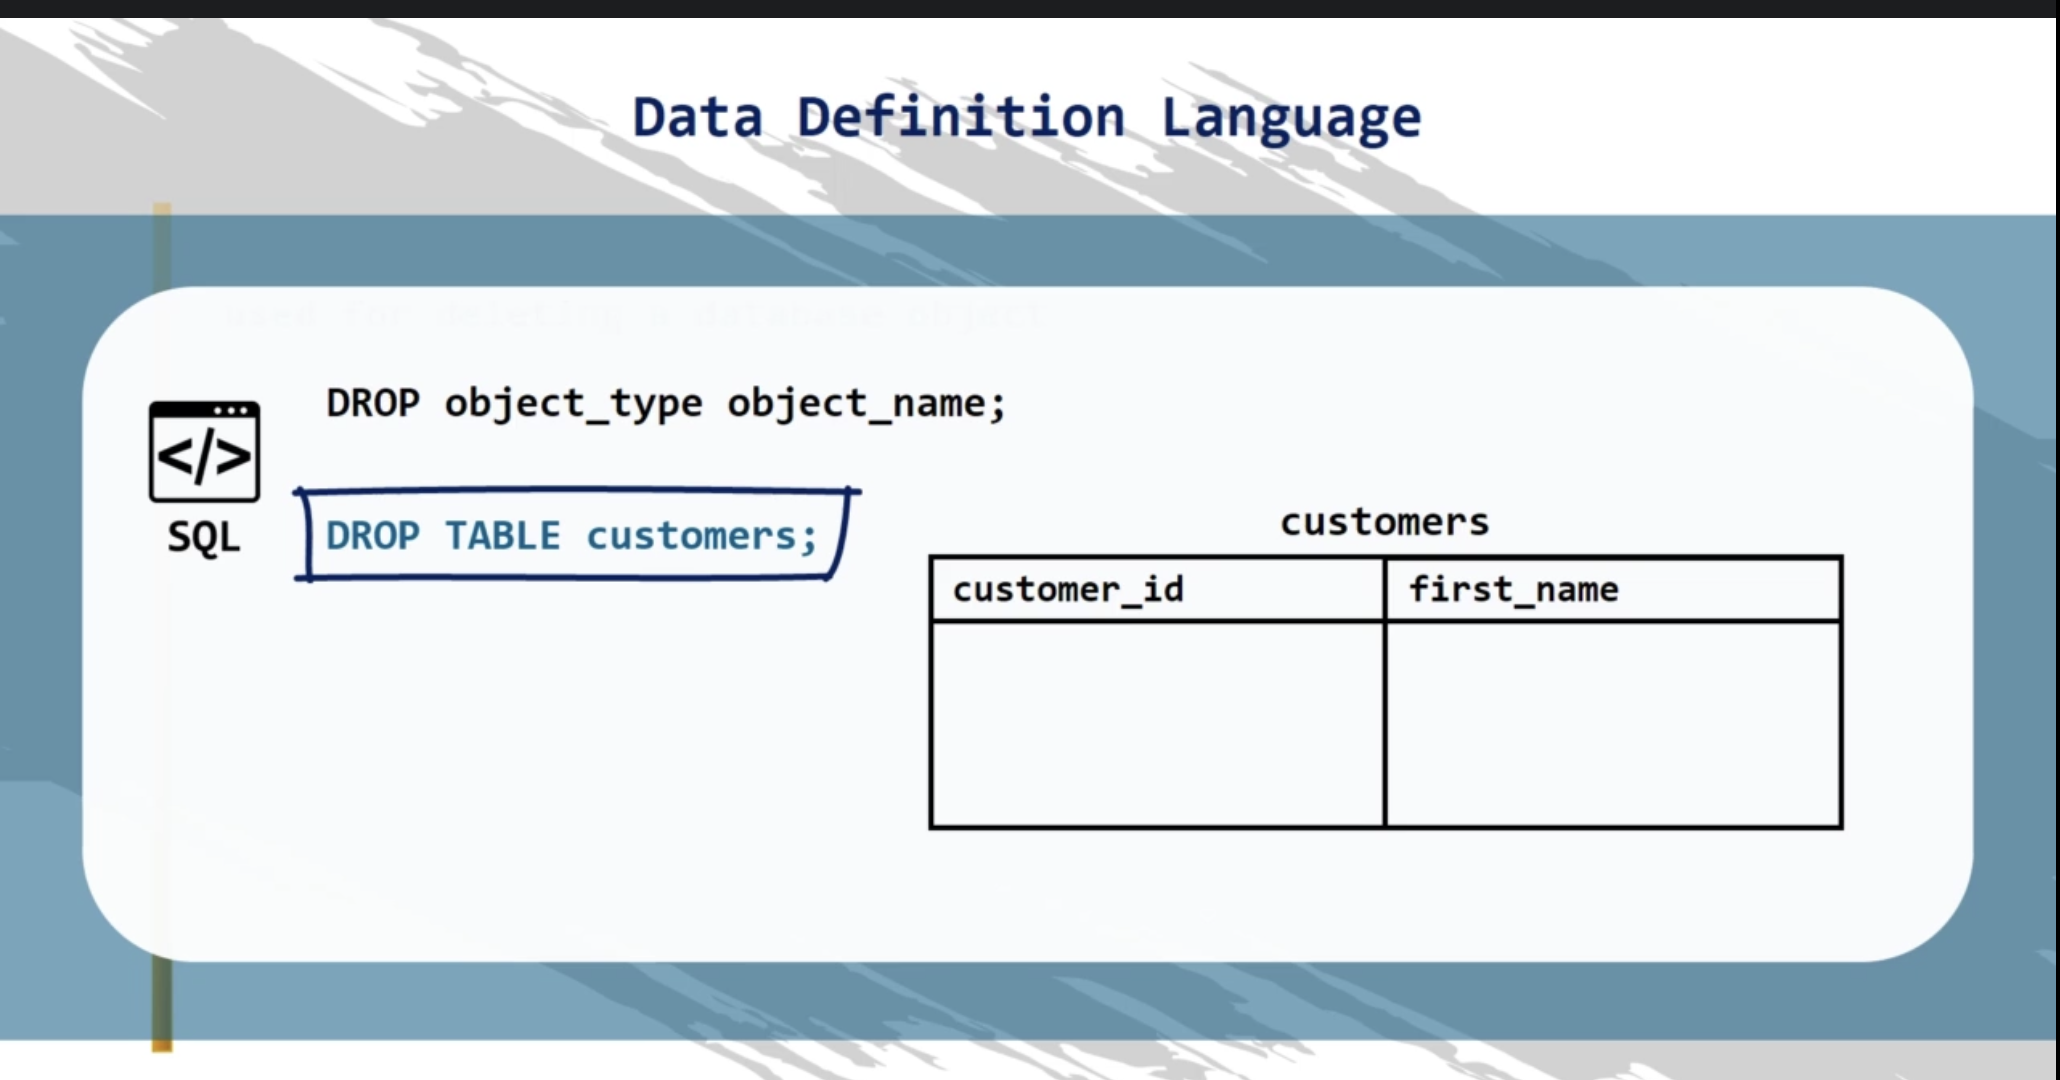 Data Definition Language
used for deleting a database object
DROP object_type object_name;
</>
SQL
DROP TABLE customers;
customers
customer_id first_name